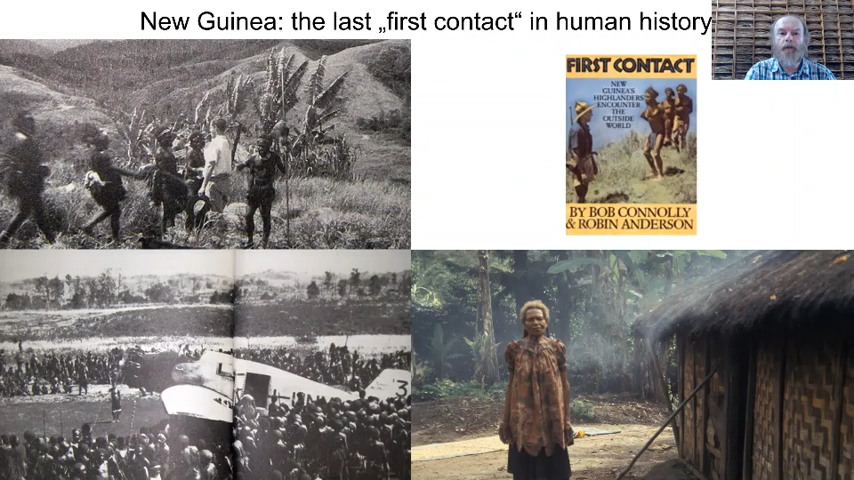 New Guinea: the last „first contact“ in human history
FIRST CONTACT
NEW
GUINEA'S
HIGHLANDERS
ENCOUNTER
THE
OUTSIDE
WORLD
BY BOB CONNOLLY
& ROBIN ANDERSON
3